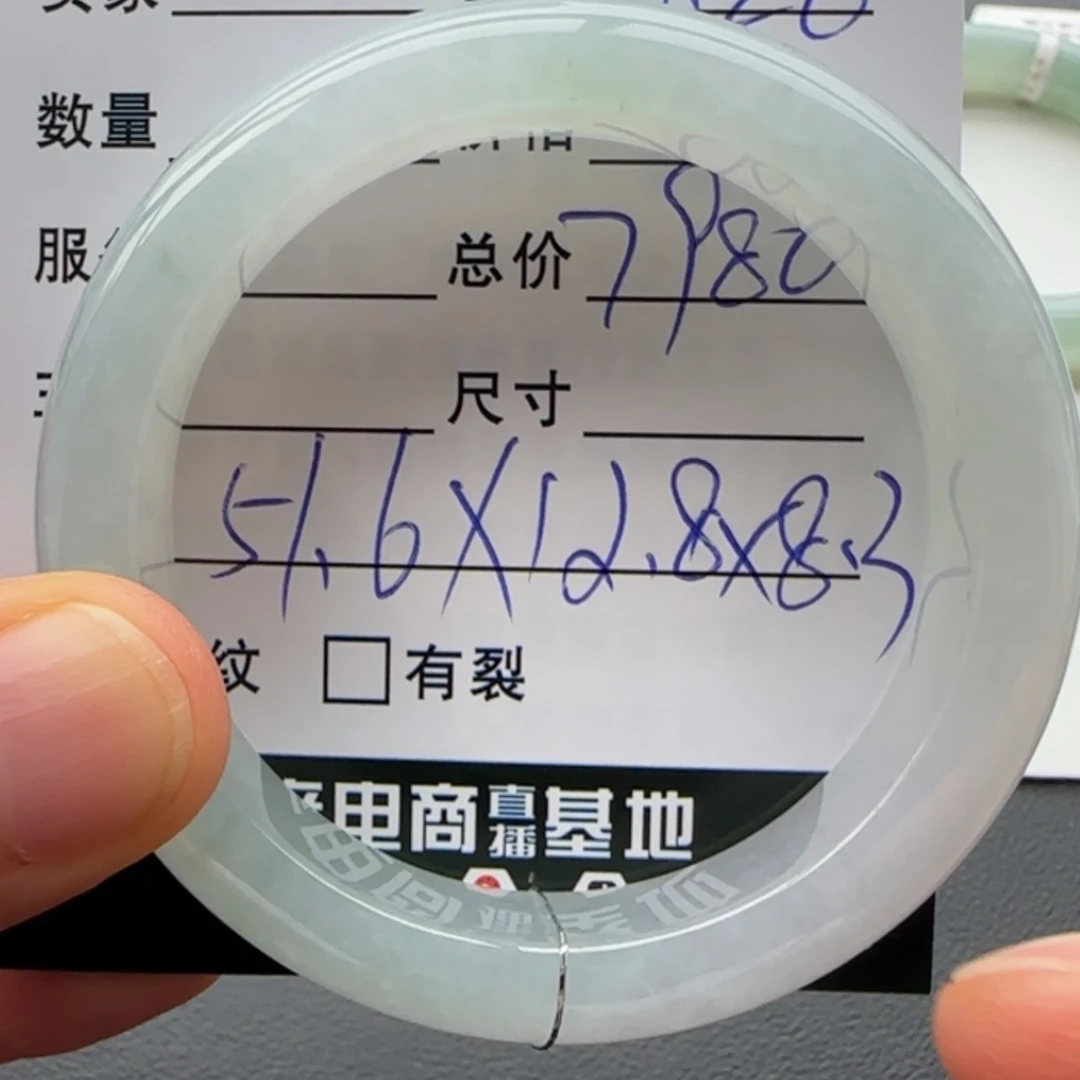 数量
服
总价 7980
尺寸
51.6X12.8x8.3
纹 □ 有裂
电商直播基地